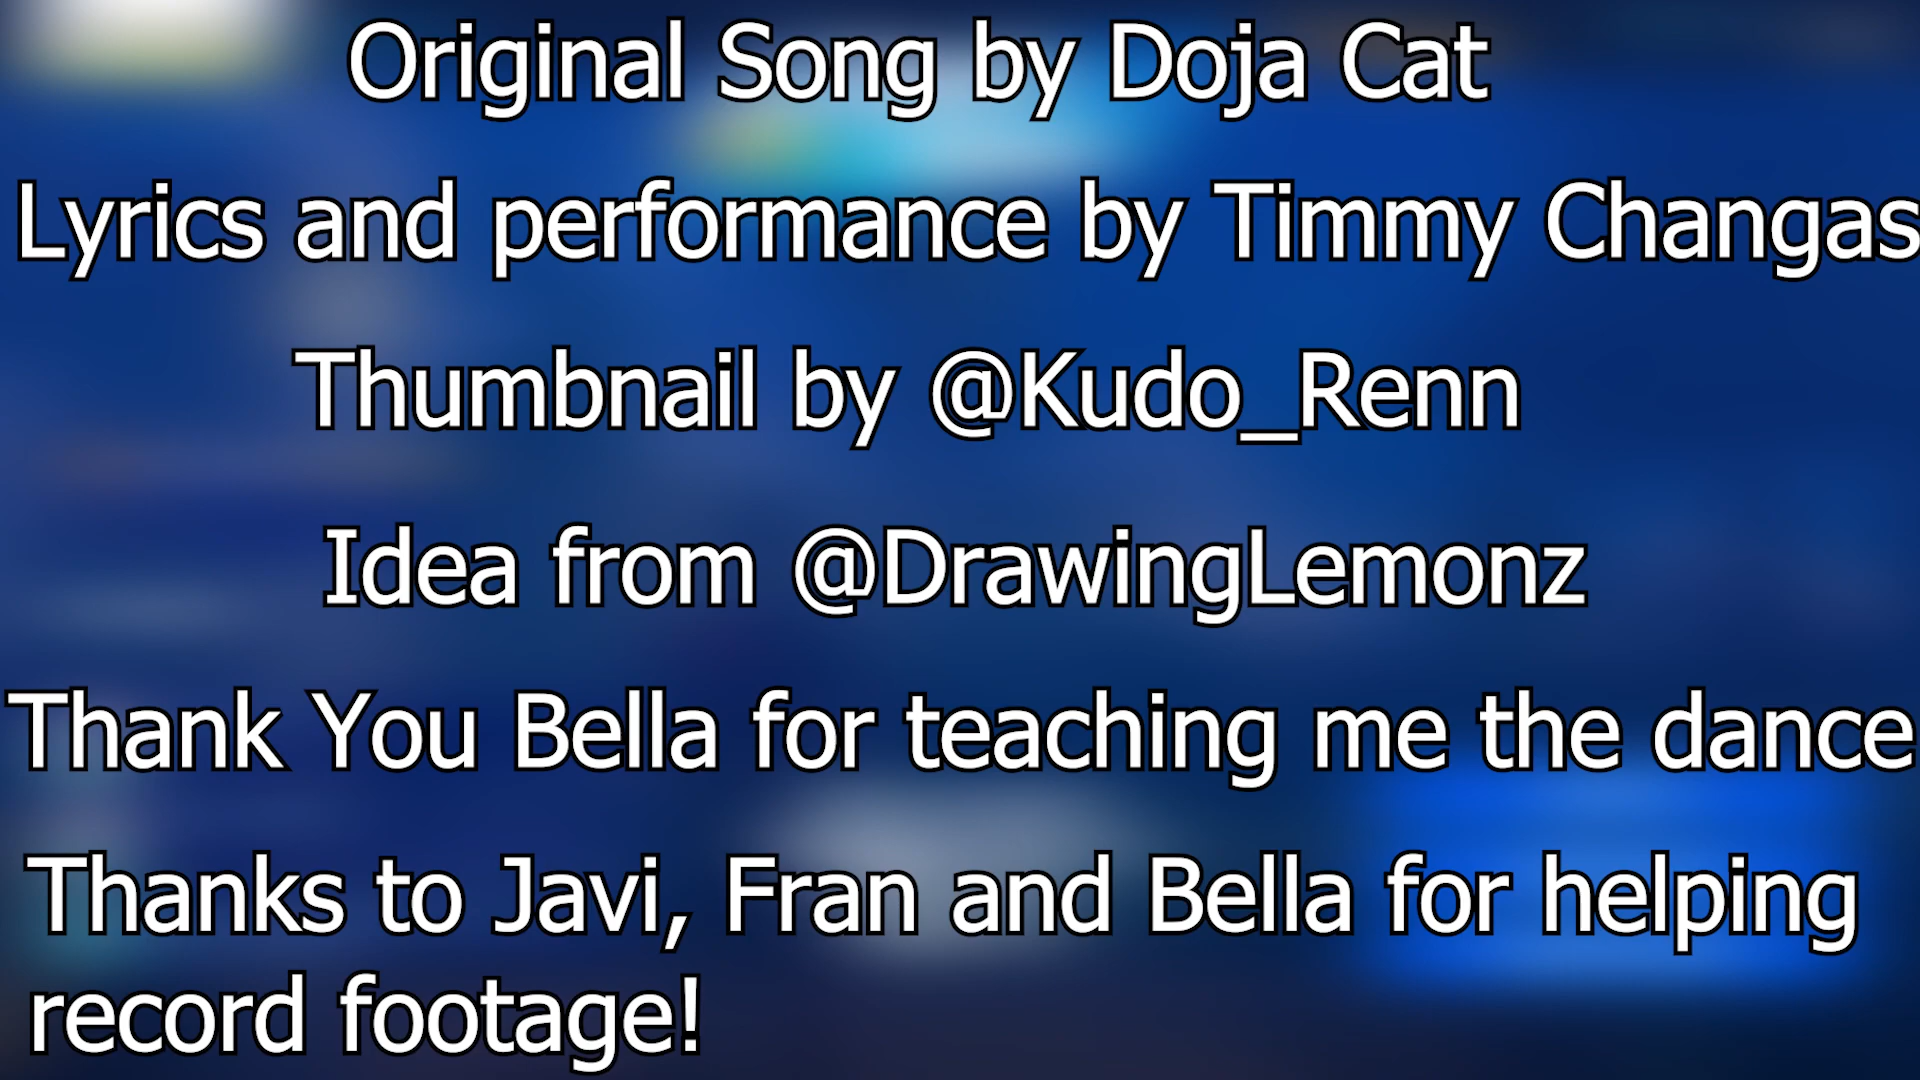 Original Song by Doja Cat
Lyrics and performance by Timmy Changas
Thumbnail by @Kudo_Renn
Idea from @DrawingLemonz
Thank You Bella for teaching me the dance
Thanks to Javi, Fran and Bella for helping
record footage!